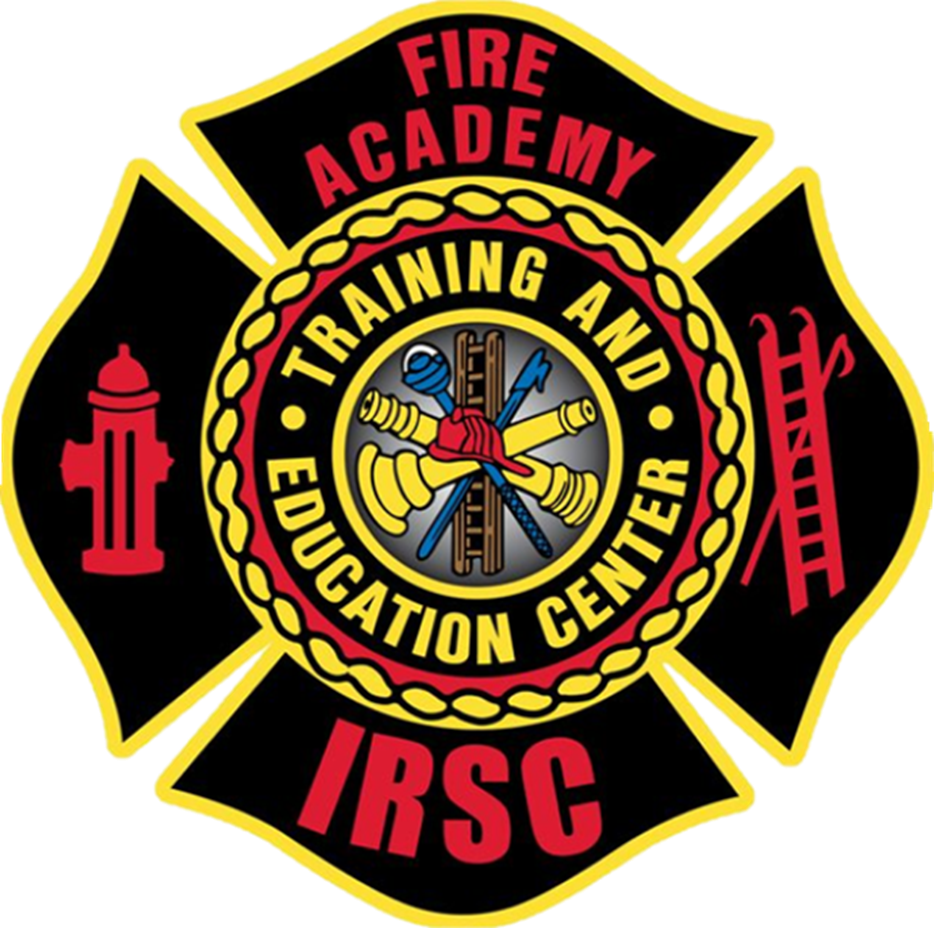 FIRE
ACADEMY
TRAINING AND
EDUCATION CENTER
IRSC